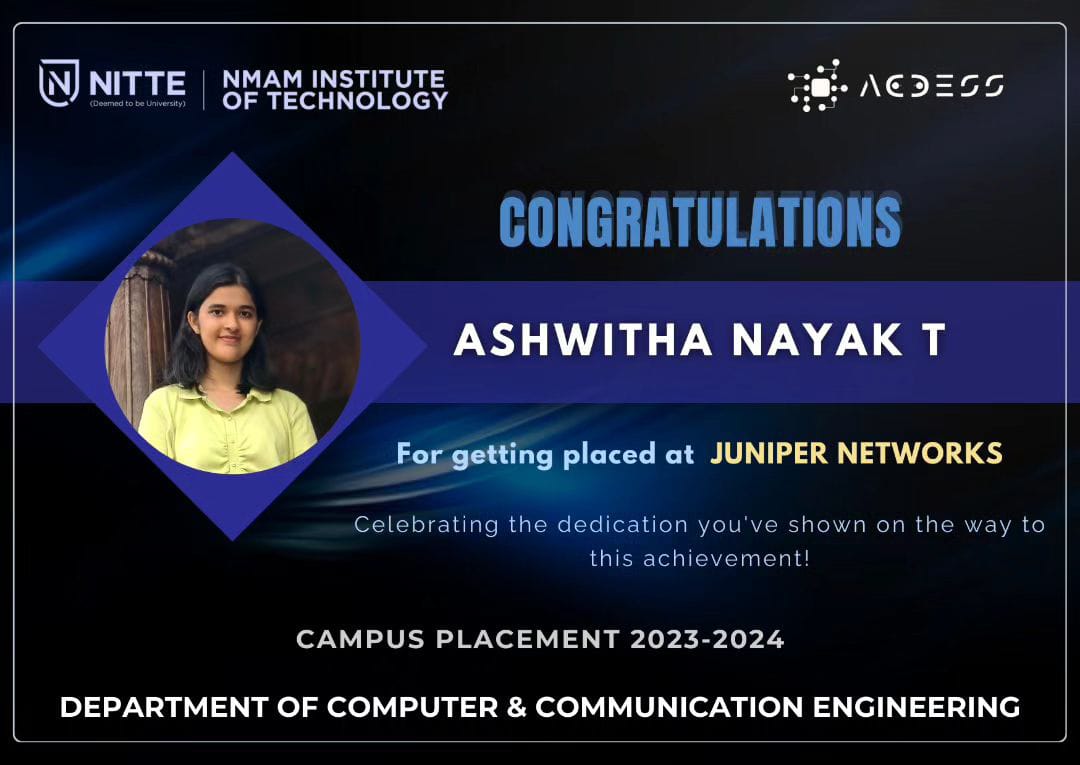 NITTE
(Deemed to be University)
NMAM INSTITUTE
OF TECHNOLOGY
ACCESS
CONGRATULATIONS
ASHWITHA NAYAK T
For getting placed at JUNIPER NETWORKS
Celebrating the dedication you've shown on the way to
this achievement!
CAMPUS PLACEMENT 2023-2024
DEPARTMENT OF COMPUTER & COMMUNICATION ENGINEERING